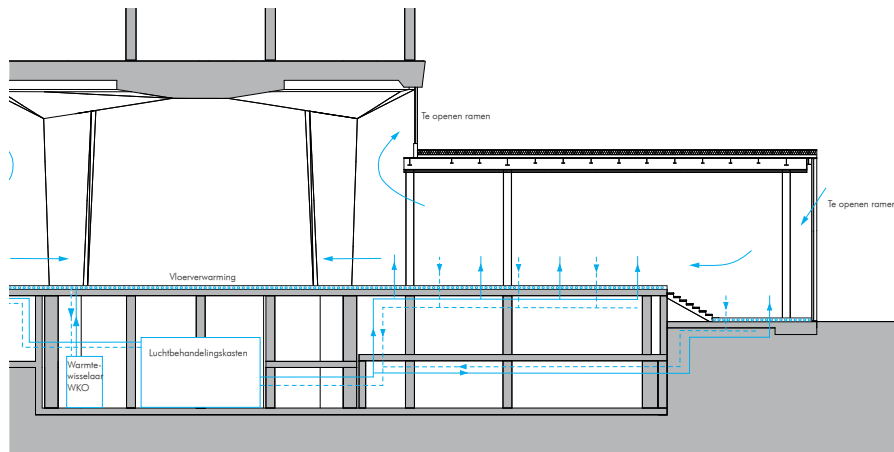 Te openen ramen
Te openen ramen
Vloerverwarming
Luchtbehandelingskasten
Warmte-
wisselaar
WKO